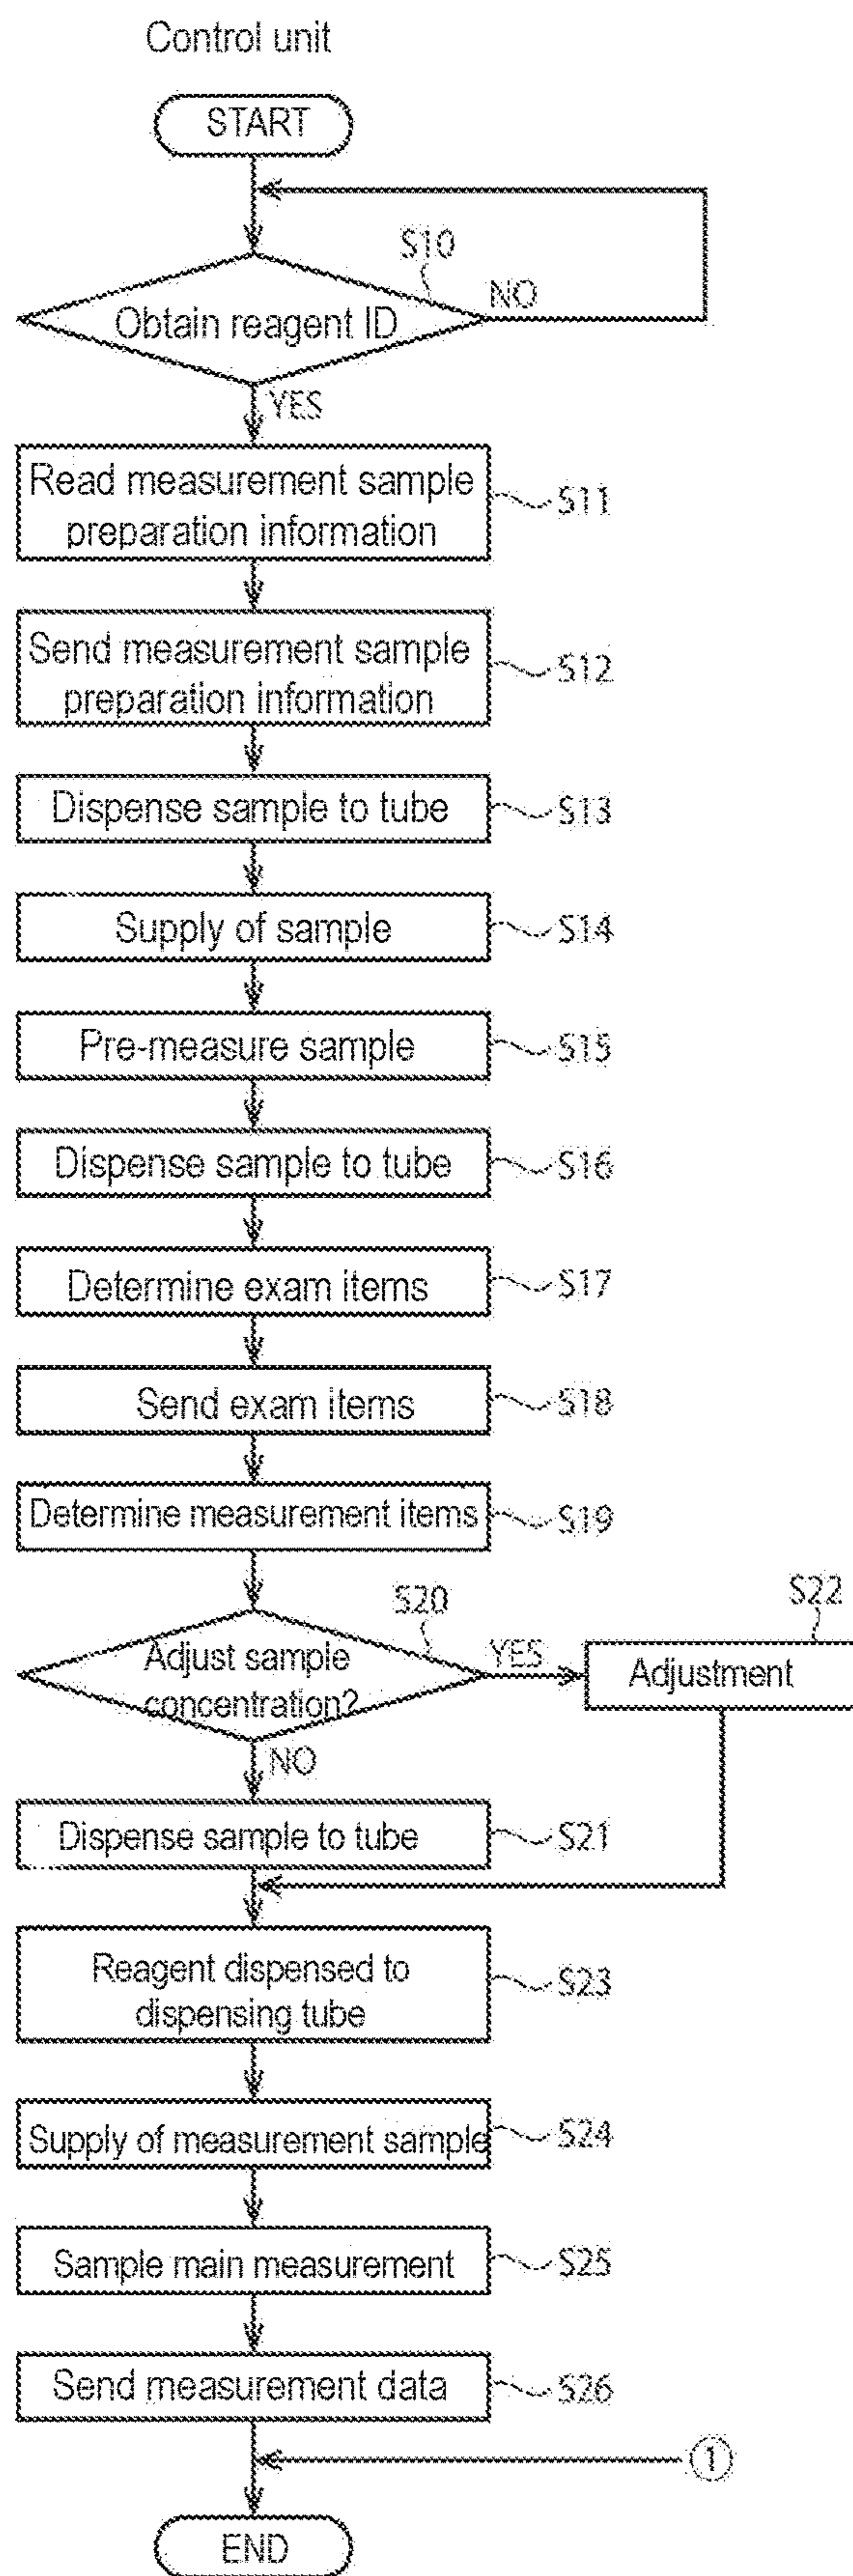 Control unit
START
S10
Obtain reagent ID
NO
YES
Read measurement sample
preparation information
S11
Send measurement sample
preparation information
S12
Dispense sample to tube
S13
Supply of sample
S14
Pre-measure sample
S15
Dispense sample to tube
S16
Determine exam items
S17
Send exam items
S18
Determine measurement items
S19
S20
Adjust sample
concentration?
YES
S22
Adjustment
NO
Dispense sample to tube
S21
Reagent dispensed to
dispensing tube
S23
Supply of measurement sample
S24
Sample main measurement
S25
Send measurement data
S26
①
END